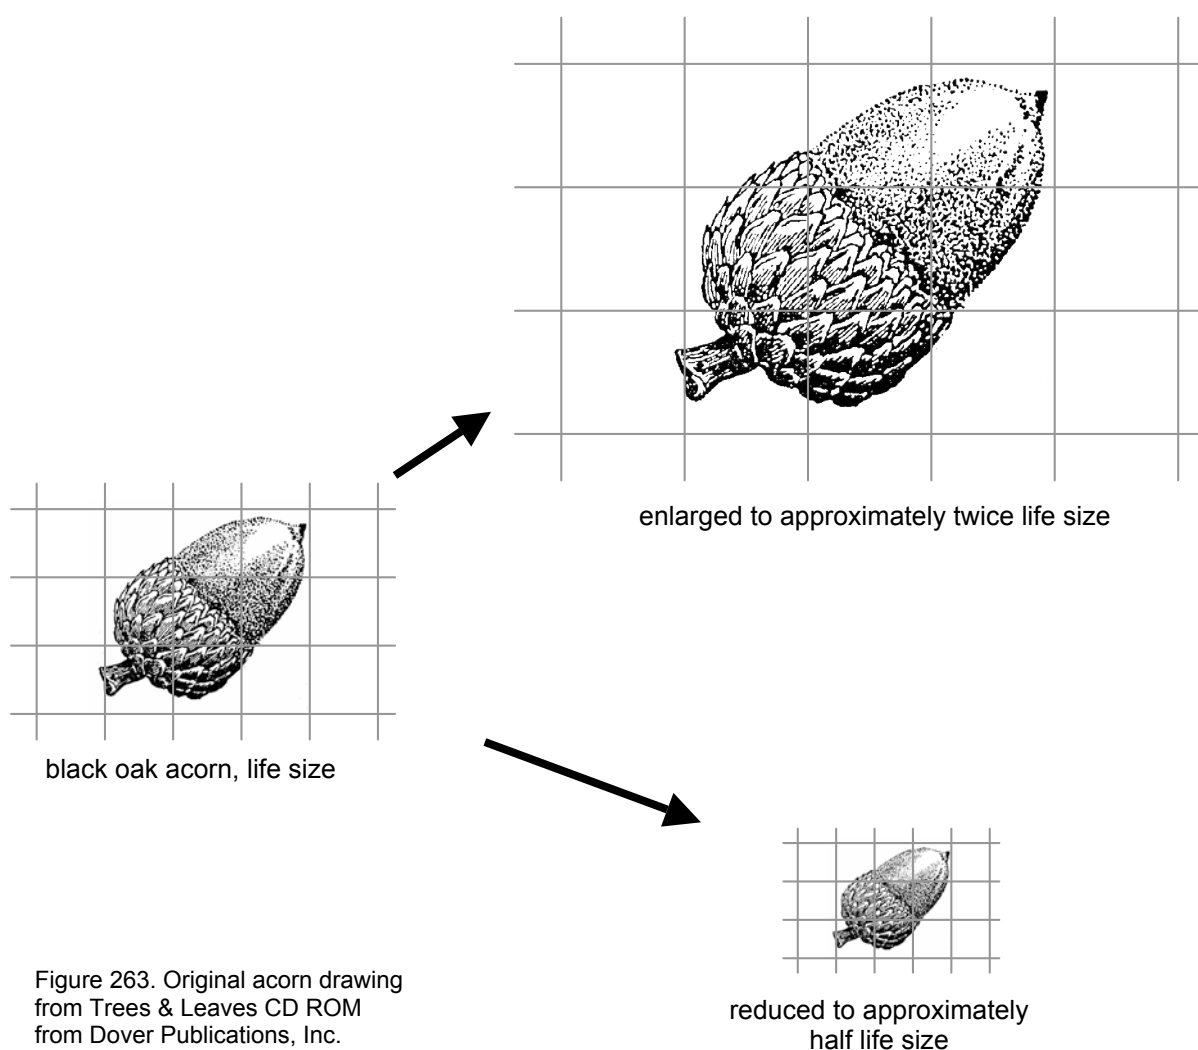 enlarged to approximately twice life size
black oak acorn, life size
Figure 263. Original acorn drawing
from Trees & Leaves CD ROM
from Dover Publications, Inc.
reduced to approximately
half life size